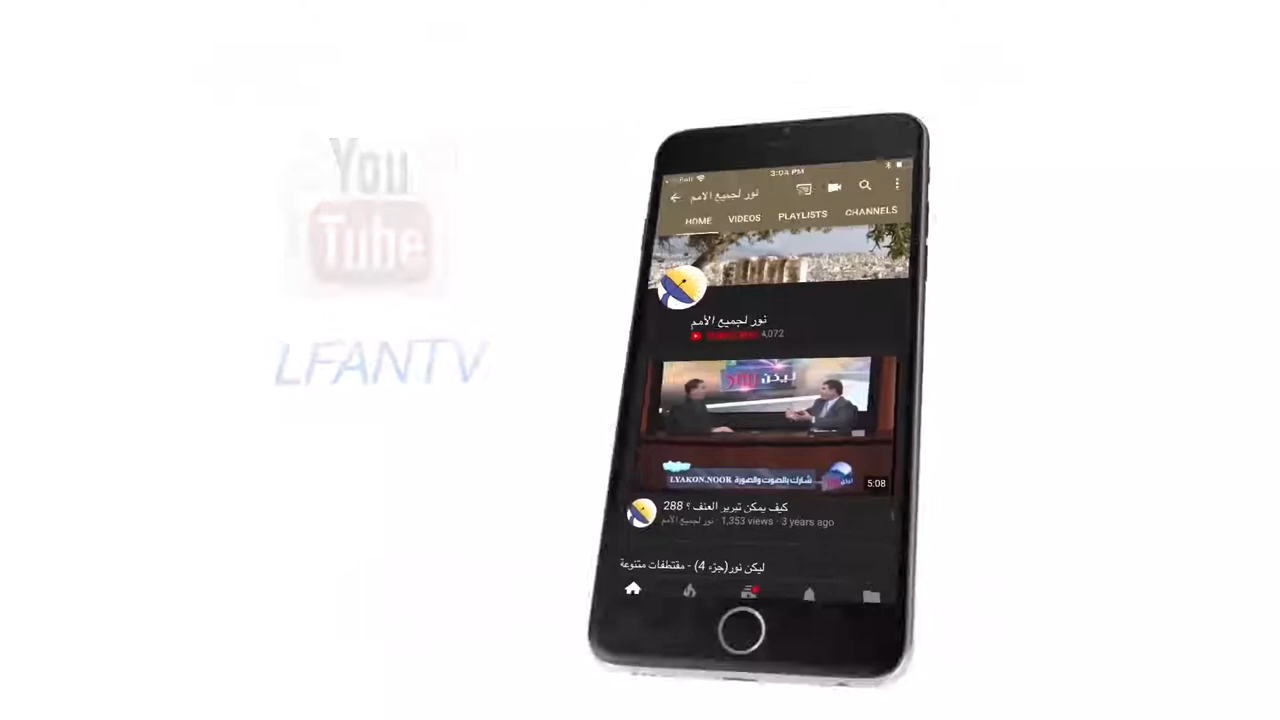 You
Tube
LFANTV
3:04 PM
نور لجميع الامم
HOME VIDEOS PLAYLISTS CHANNELS
نور لجميع الأمم
4,072
ليكن نور
شارك بالصوت والصورة LYAKON.NOOR
5:08
كيف يمكن تبرير العنف ؟ 288
نور لجميع الأمم · 1,353 views · 3 years ago
ليكن نور(جزء 4) - مقتطفات متنوعة